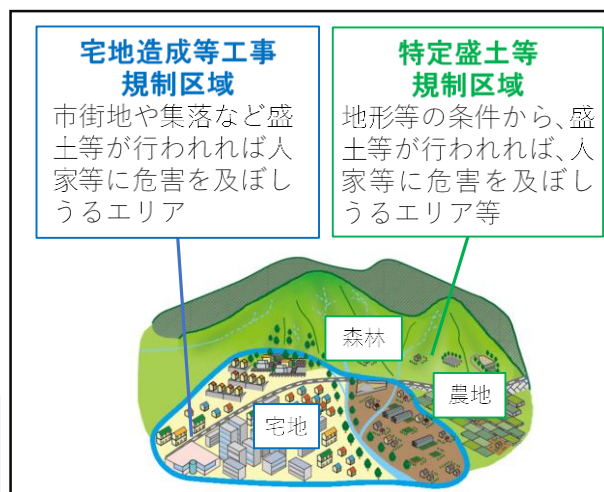 宅地造成等工事
規制区域
市街地や集落など盛
土等が行われれば人
家等に危害を及ぼし
うるエリア
特定盛土等
規制区域
地形等の条件から、盛
土等が行われれば、人
家等に危害を及ぼし
うるエリア等
森林
農地
宅地